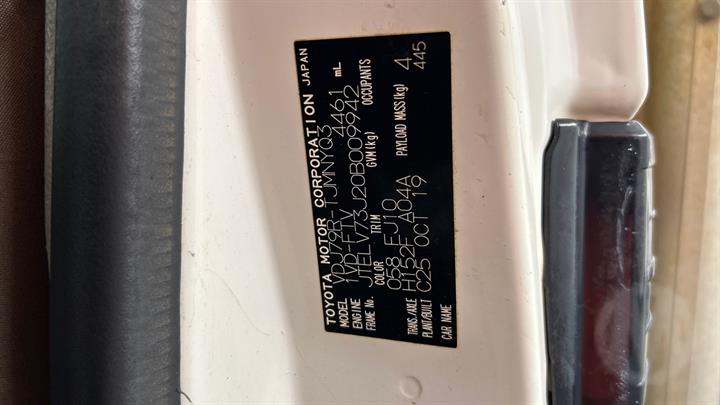 TOYOTA MOTOR CORPORATION JAPAN
MODEL VDJ79R-TJMNYQ3
ENGINE 1VD-FTV 4461 mL
FRAME No. JTELV73J20B009942
COLOR TRIM GVM(kg) OCCUPANTS
058 FJ10
TRANS./AXLE H152F A04A PAYLOAD MASS(kg) 4
PLANT/BUILT C25 OCT 19 445
CAR NAME